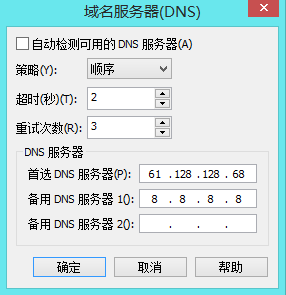 域名服务器(DNS)
自动检测可用的 DNS 服务器(A)
策略(Y): 顺序
超时(秒)(T): 2
重试次数(R): 3
DNS 服务器
首选 DNS 服务器(P): 61 .128 .128 . 68
备用 DNS 服务器 1(): 8 . 8 . 8 . 8
备用 DNS 服务器 2(): . . .
确定 取消 帮助